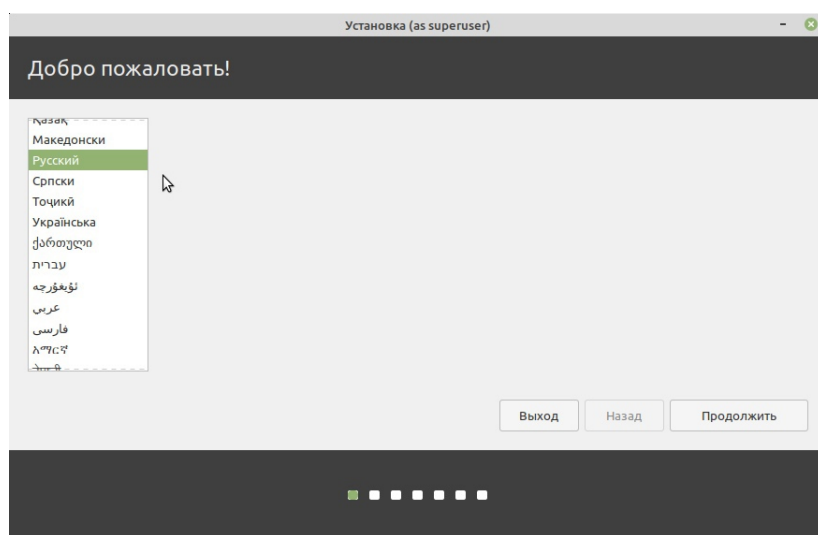 Установка (as superuser)
Добро пожаловать!
Қазақ
Македонски
Русский
Српски
Тоҷикӣ
Українська
ქართული
עברית
ئۇيغۇرچە
عربي
فارسی
አማርኛ
Выход
Назад
Продолжить